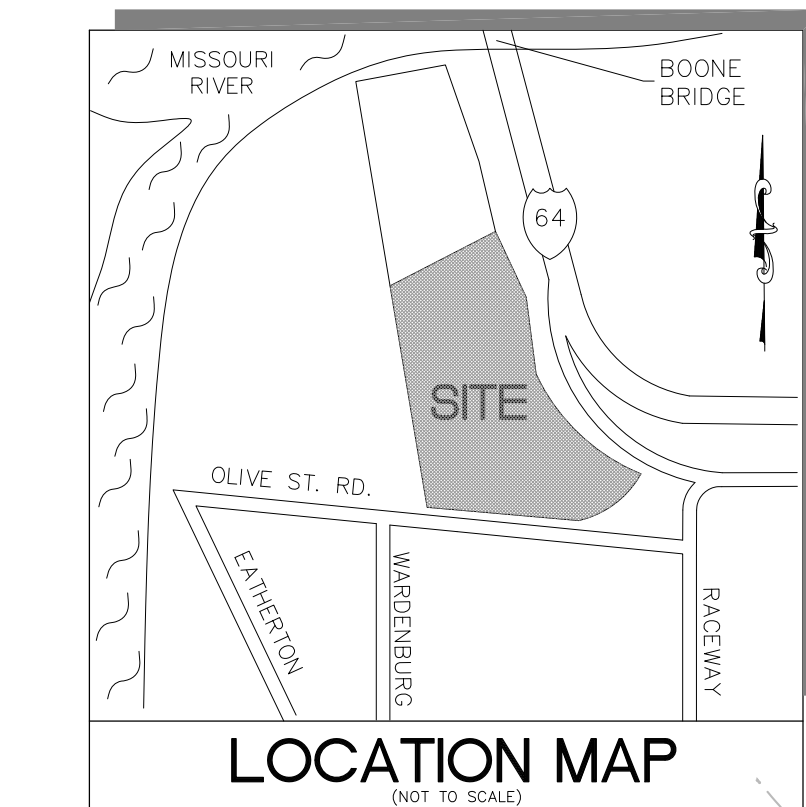 MISSOURI
RIVER
BOONE
BRIDGE
64
SITE
OLIVE ST. RD.
EATHERTON
WARDENBURG
RACEWAY
LOCATION MAP
(NOT TO SCALE)